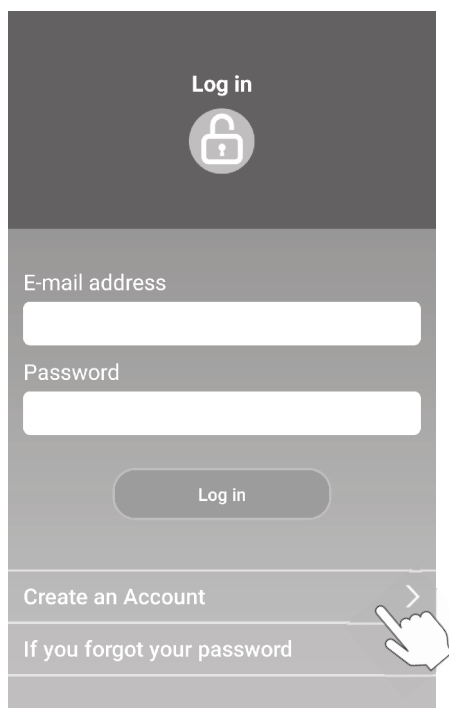 Log in
E-mail address
Password
Log in
Create an Account
If you forgot your password